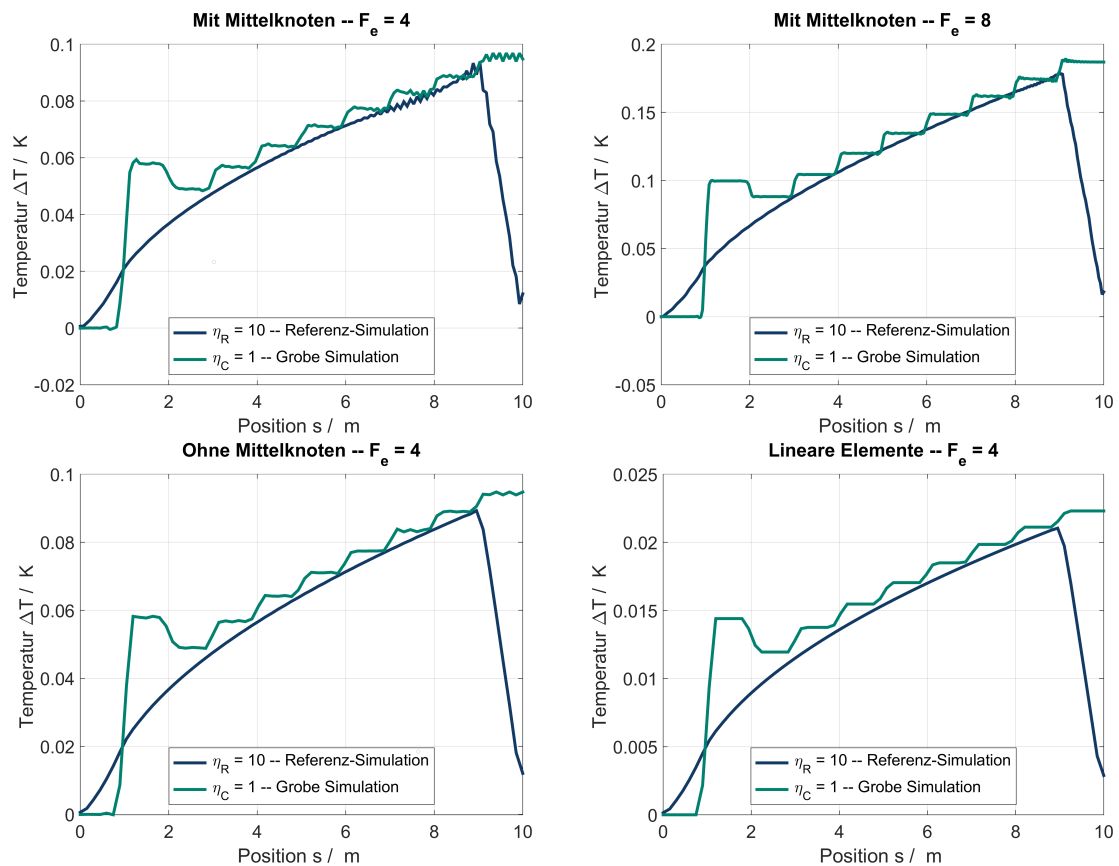 Mit Mittelknoten -- F_e = 4
0.1
0.08
0.06
0.04
0.02
0
-0.02
Temperatur ΔT / K
η_R = 10 -- Referenz-Simulation
η_C = 1 -- Grobe Simulation
0 2 4 6 8 10
Position s / m
Mit Mittelknoten -- F_e = 8
0.2
0.15
0.1
0.05
0
-0.05
Temperatur ΔT / K
η_R = 10 -- Referenz-Simulation
η_C = 1 -- Grobe Simulation
0 2 4 6 8 10
Position s / m
Ohne Mittelknoten -- F_e = 4
0.1
0.08
0.06
0.04
0.02
0
Temperatur ΔT / K
η_R = 10 -- Referenz-Simulation
η_C = 1 -- Grobe Simulation
0 2 4 6 8 10
Position s / m
Lineare Elemente -- F_e = 4
0.025
0.02
0.015
0.01
0.005
0
Temperatur ΔT / K
η_R = 10 -- Referenz-Simulation
η_C = 1 -- Grobe Simulation
0 2 4 6 8 10
Position s / m